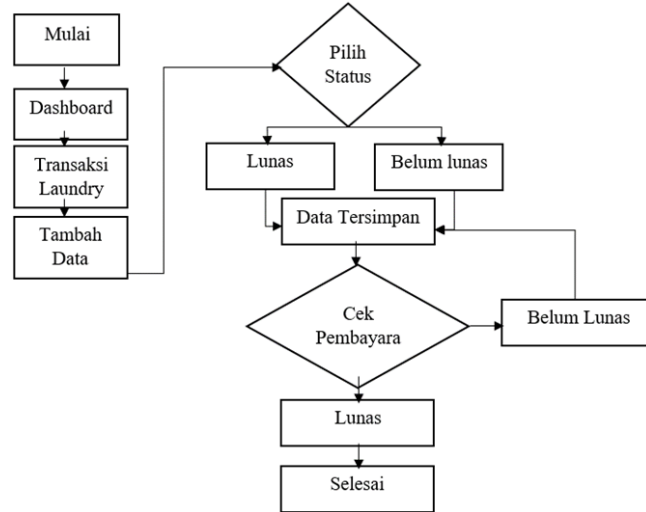 Mulai
Dashboard
Transaksi
Laundry
Tambah
Data
Pilih
Status
Lunas
Belum lunas
Data Tersimpan
Cek
Pembayara
Belum Lunas
Lunas
Selesai